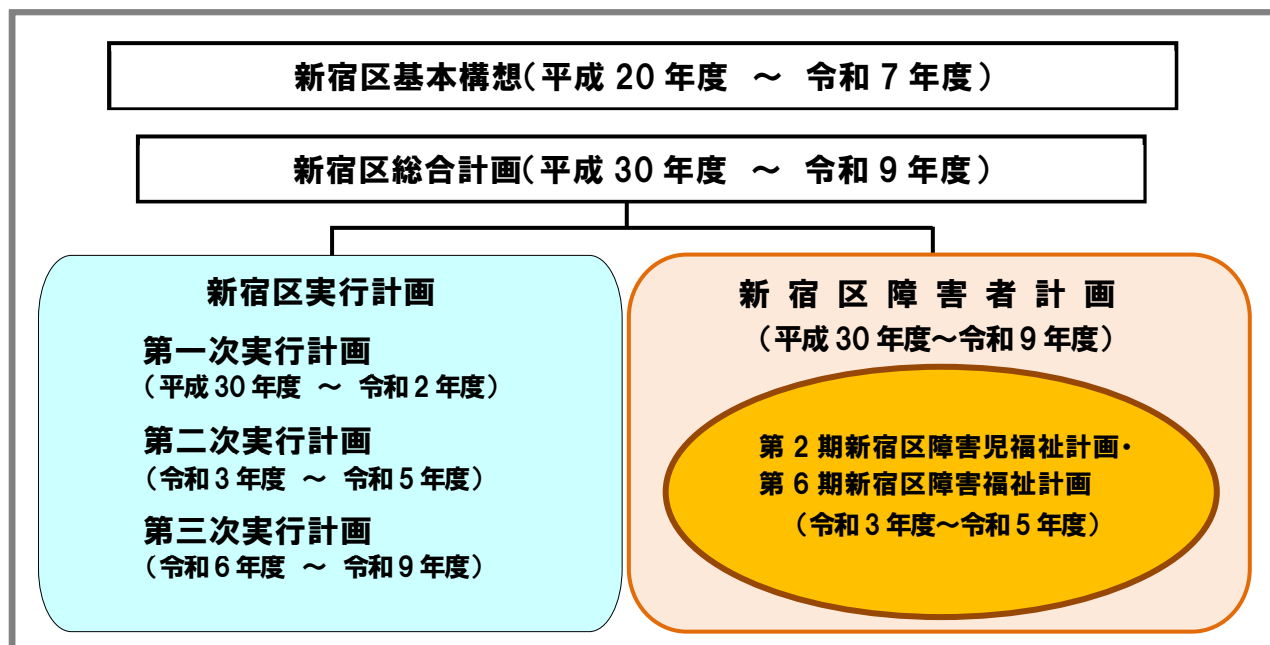 新宿区基本構想(平成 20 年度 ~ 令和 7 年度)
新宿区総合計画(平成 30 年度 ~ 令和 9 年度)
新宿区実行計画
第一次実行計画
(平成 30 年度 ~ 令和 2 年度)
第二次実行計画
(令和 3 年度 ~ 令和 5 年度)
第三次実行計画
(令和 6 年度 ~ 令和 9 年度)
新宿区障害者計画
(平成 30 年度~令和 9 年度)
第 2 期新宿区障害児福祉計画・
第 6 期新宿区障害福祉計画
(令和 3 年度~令和 5 年度)